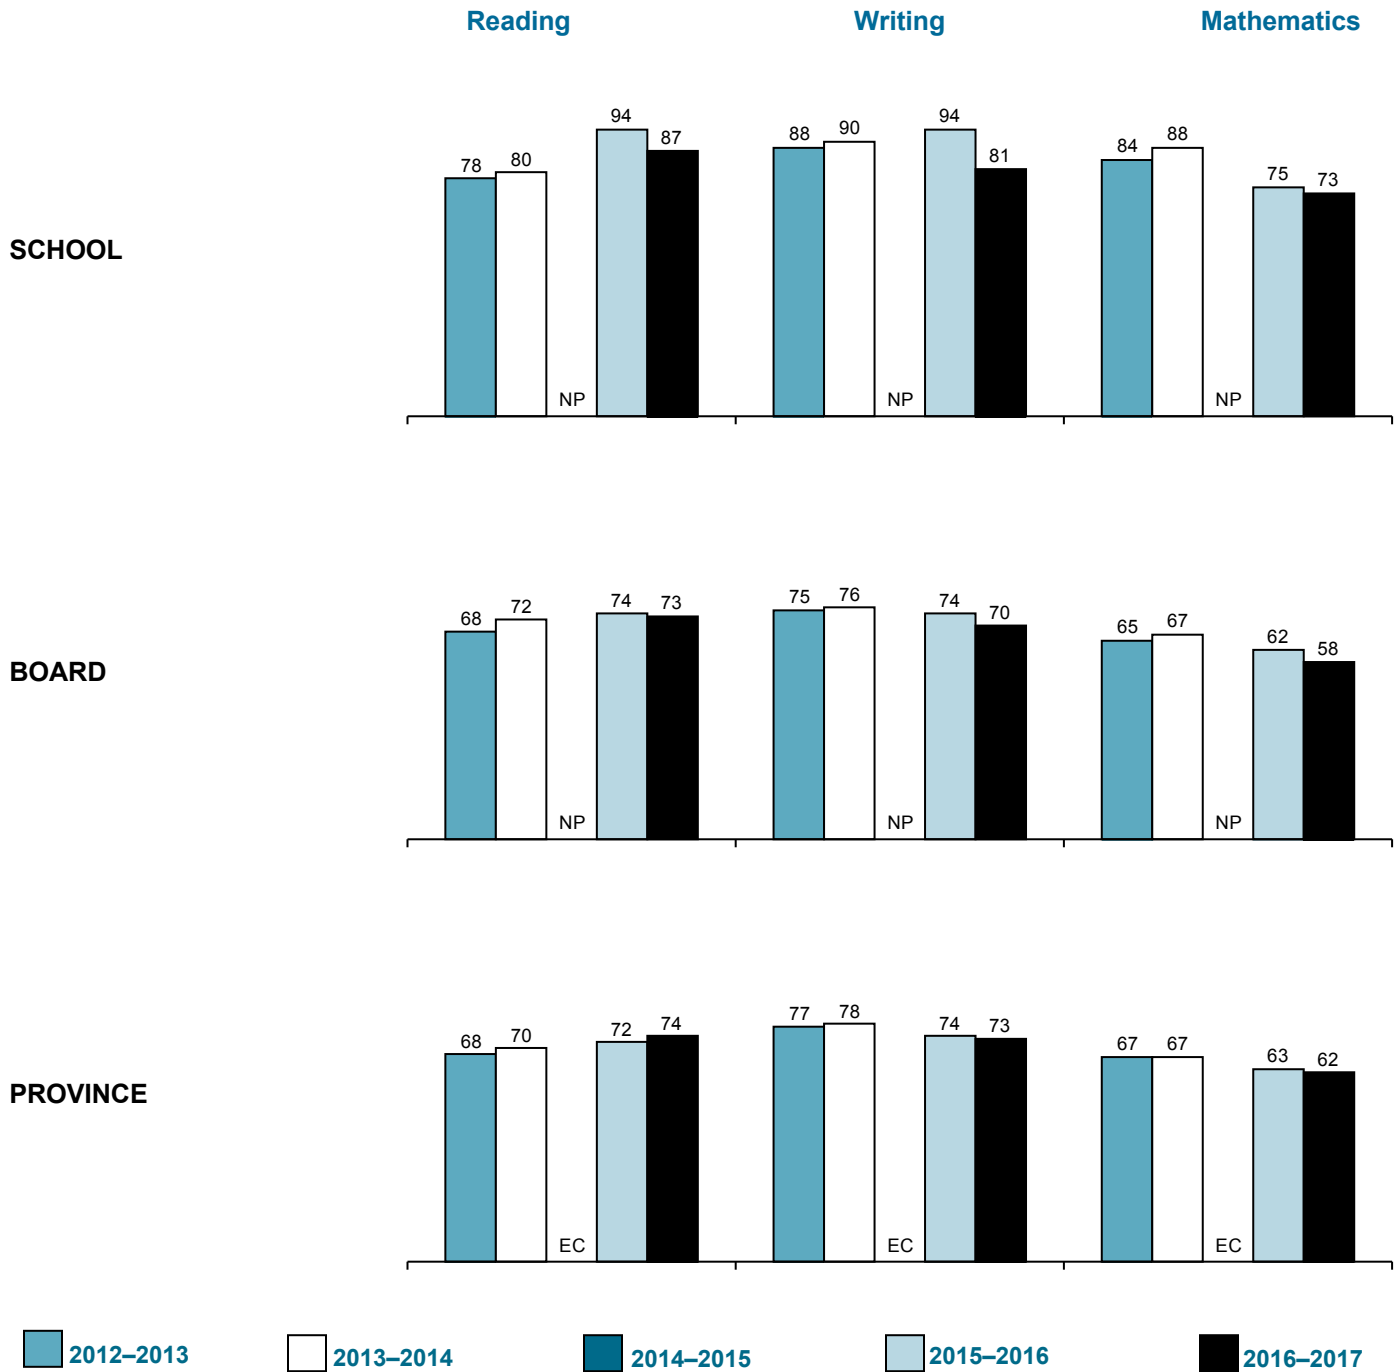 Reading Writing Mathematics
SCHOOL
78 80 NP 94 87 88 90 NP 94 81 84 88 NP 75 73
BOARD
68 72 NP 74 73 75 76 NP 74 70 65 67 NP 62 58
PROVINCE
68 70 EC 72 74 77 78 EC 74 73 67 67 EC 63 62
2012–2013 2013–2014 2014–2015 2015–2016 2016–2017